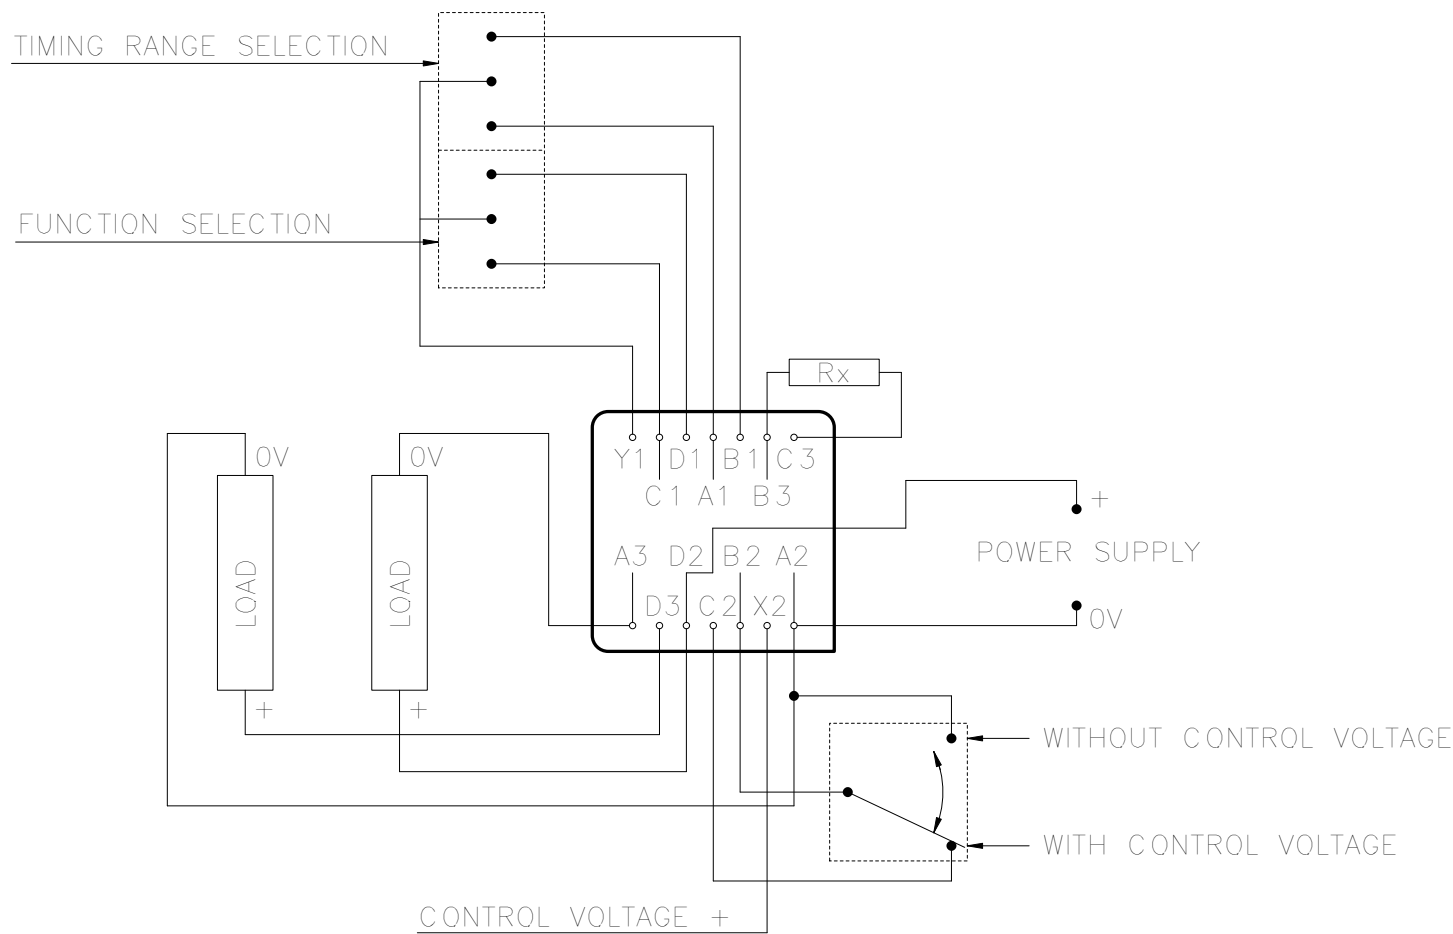 TIMING RANGE SELECTION
FUNCTION SELECTION
Rx
Y1 D1 B1 C3
C1 A1 B3
0V
0V
+
POWER SUPPLY
A3 D2 B2 A2
LOAD
LOAD
D3 C2 X2
0V
+
+
WITHOUT CONTROL VOLTAGE
WITH CONTROL VOLTAGE
CONTROL VOLTAGE +